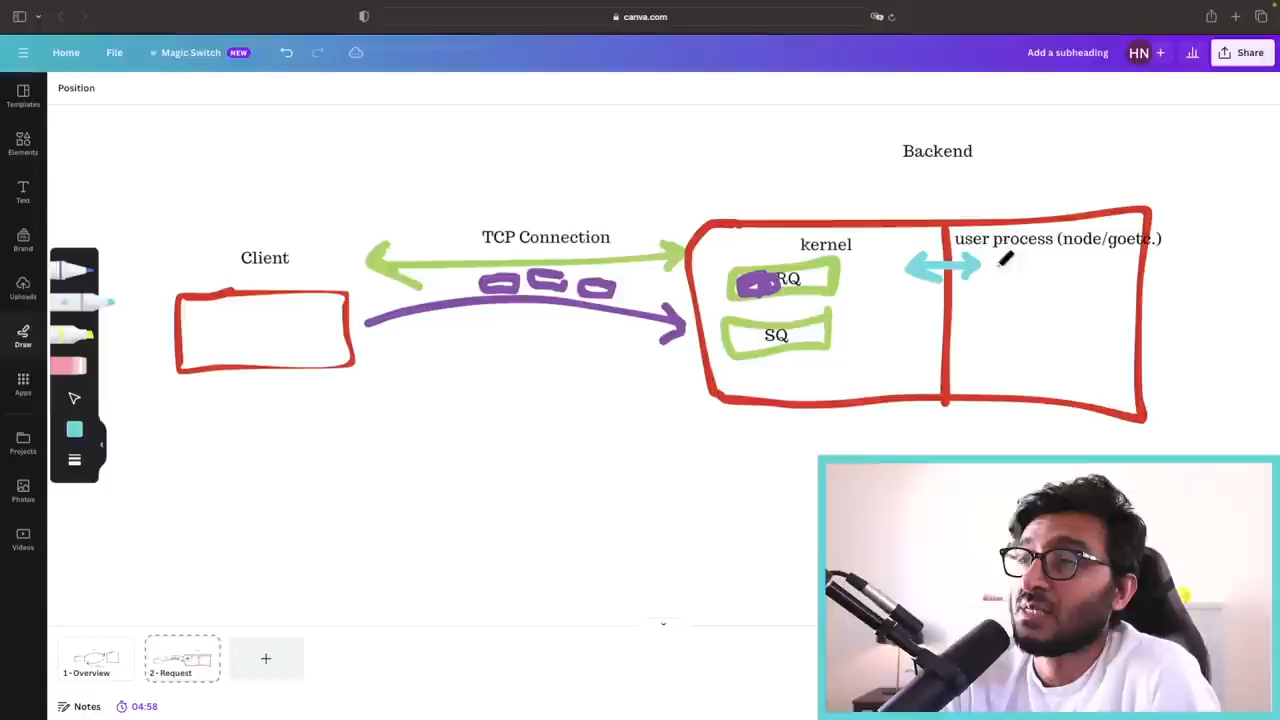 canva.com
Home
File
Magic Switch
NEW
Add a subheading
HN
Share
Position
Templates
Elements
Text
Brand
Uploads
Draw
Apps
Projects
Photos
Videos
Backend
TCP Connection
Client
kernel
user process (node/goetc.)
RQ
SQ
1 - Overview
2 - Request
Notes
04:58